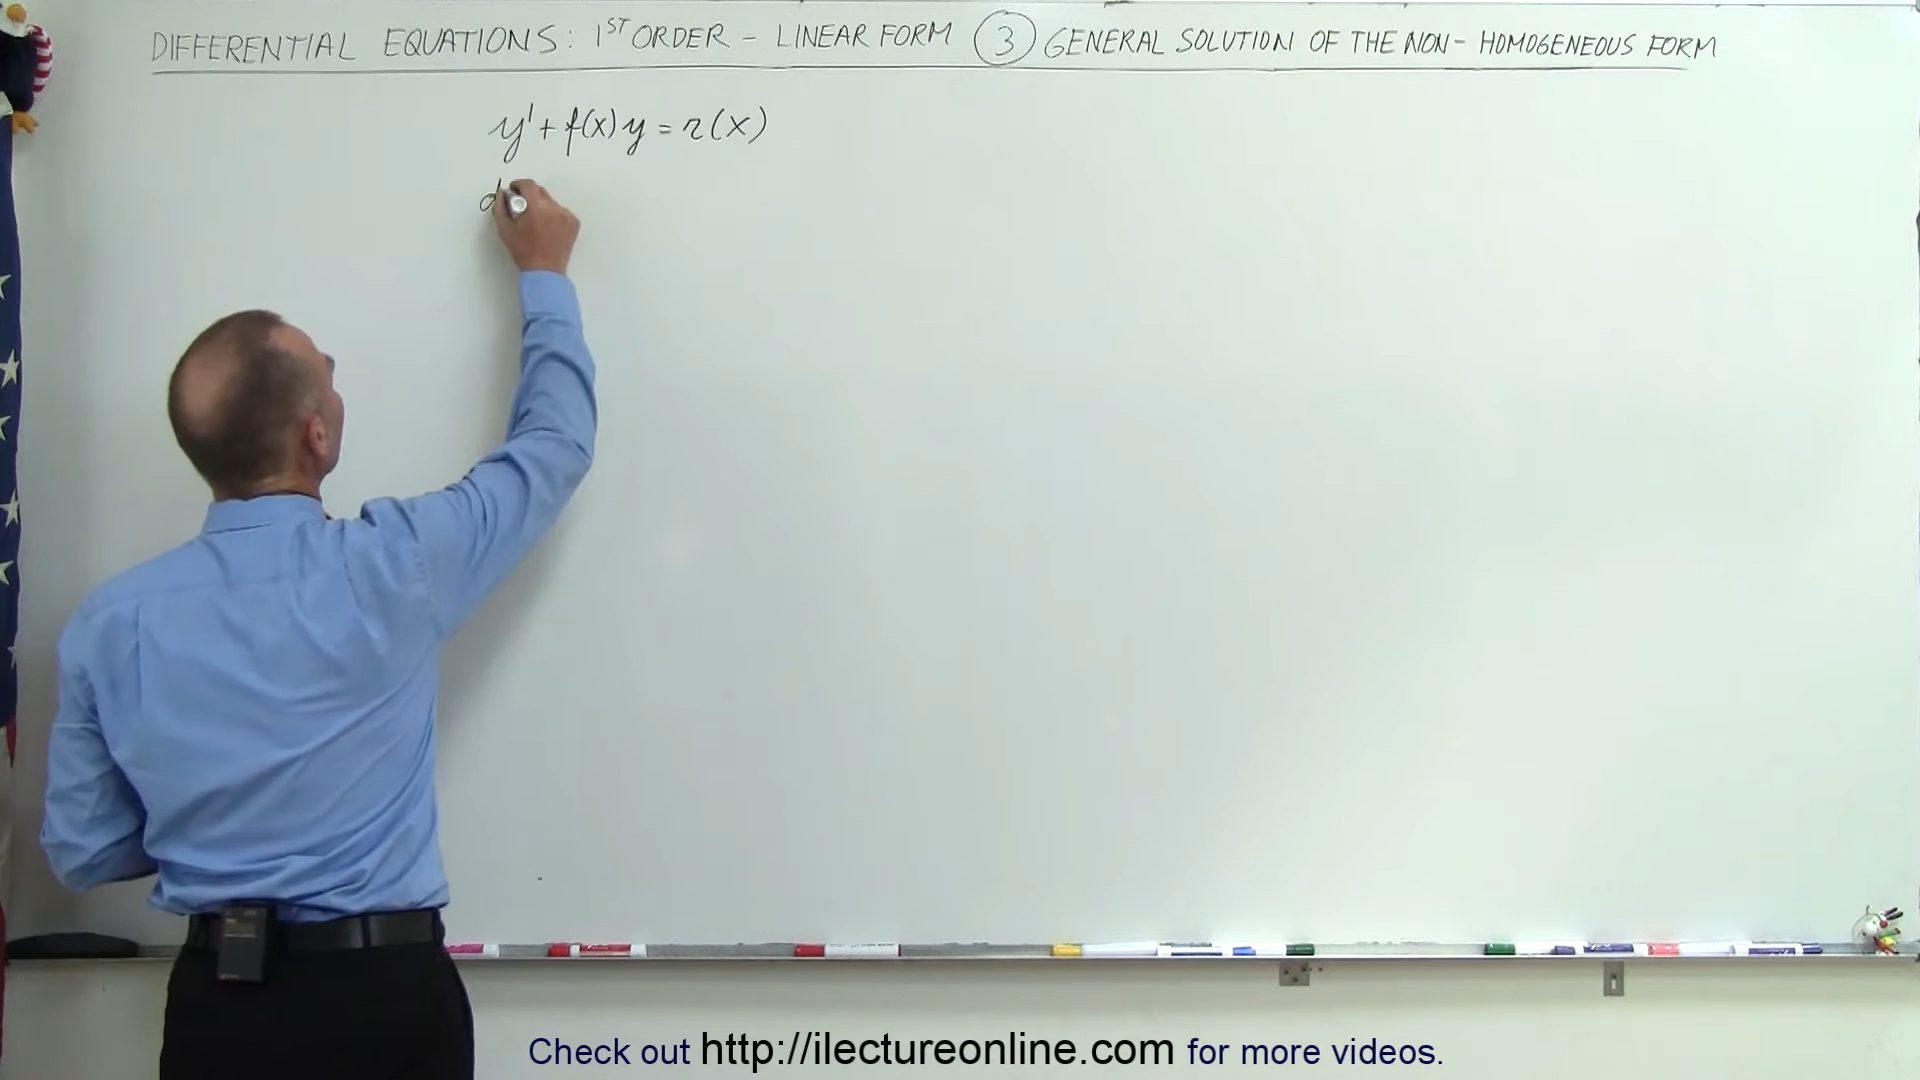 DIFFERENTIAL EQUATIONS: 1ST ORDER - LINEAR FORM 3 GENERAL SOLUTION OF THE NON-HOMOGENEOUS FORM
y' + f(x) y = r(x)
d
Check out http://ilectureonline.com for more videos.